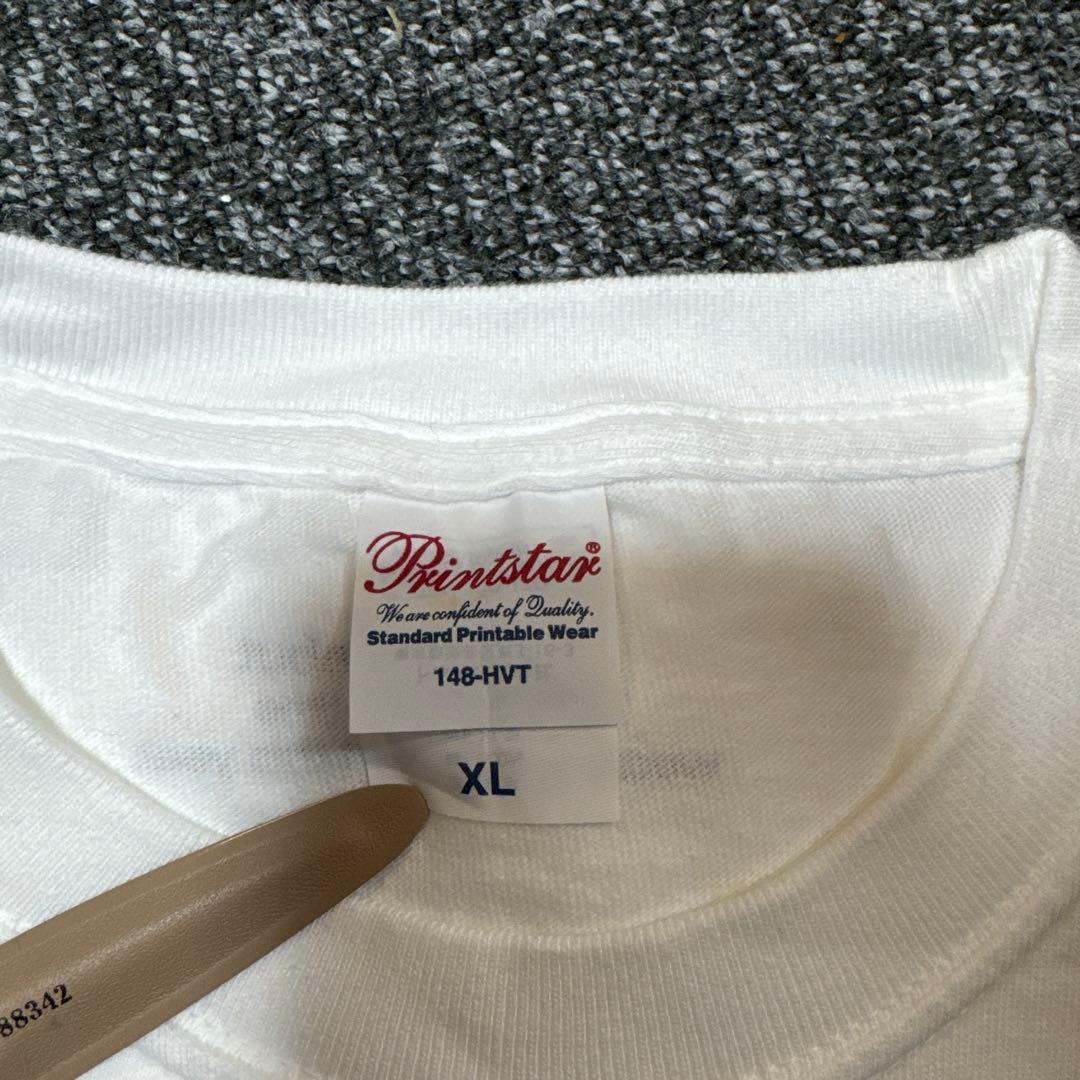 Printstar®
We are confident of Quality.
Standard Printable Wear
148-HVT
XL
88342